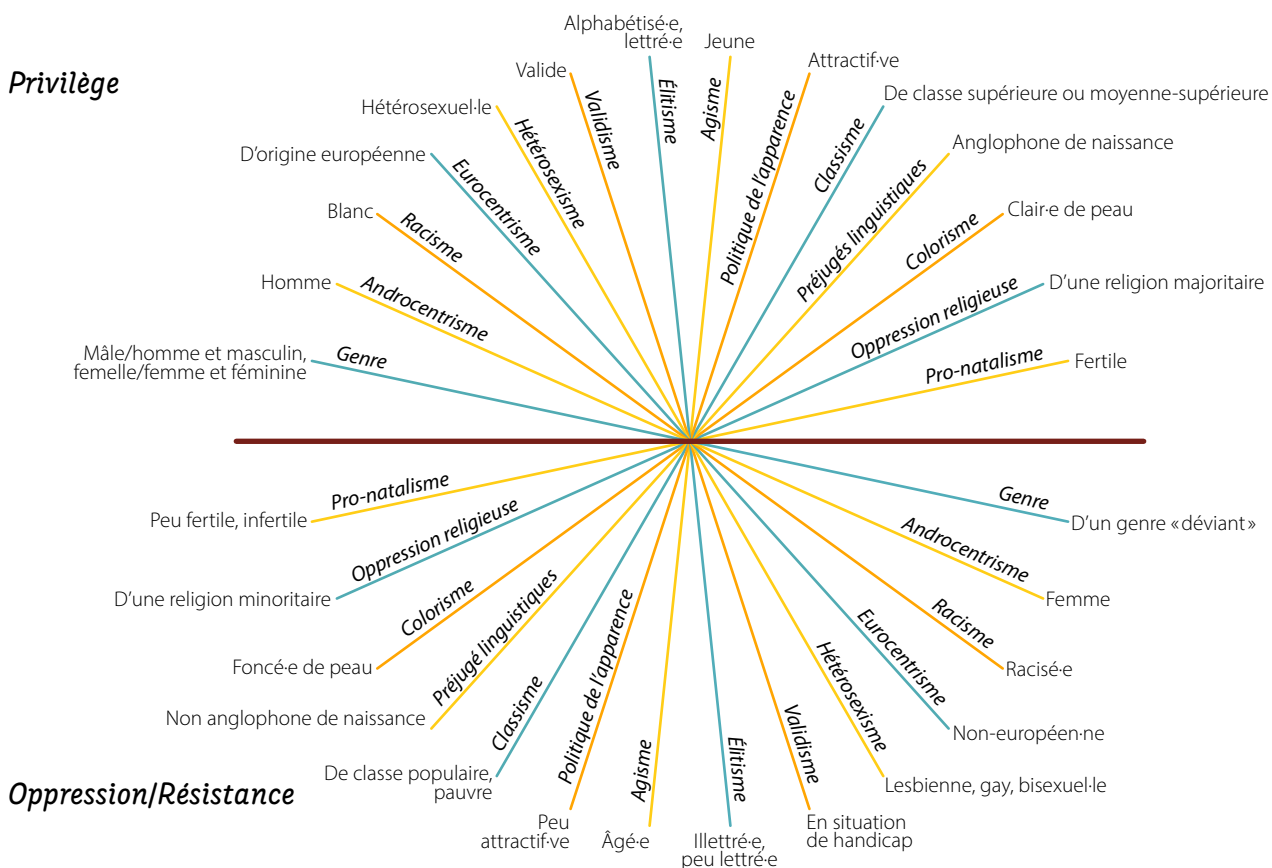 Privilège
Alphabétisé·e,
lettré·e
Élitisme
Jeune
Agisme
Attractif·ve
Politique de l'apparence
De classe supérieure ou moyenne-supérieure
Classisme
Anglophone de naissance
Préjugés linguistiques
Clair·e de peau
Colorisme
D'une religion majoritaire
Oppression religieuse
Fertile
Pro-natalisme
Valide
Validisme
Hétérosexuel·le
Hétérosexisme
D'origine européenne
Eurocentrisme
Blanc
Racisme
Homme
Androcentrisme
Mâle/homme et masculin,
femelle/femme et féminine
Genre
Pro-natalisme
Peu fertile, infertile
Oppression religieuse
D'une religion minoritaire
Colorisme
Foncé·e de peau
Préjugé linguistiques
Non anglophone de naissance
Classisme
De classe populaire,
pauvre
Politique de l'apparence
Peu
attractif·ve
Agisme
Âgé·e
Élitisme
Illettré·e,
peu lettré·e
Validisme
En situation
de handicap
Hétérosexisme
Lesbienne, gay, bisexuel·le
Eurocentrisme
Non-européen·ne
Racisme
Racisé·e
Androcentrisme
Femme
Genre
D'un genre «déviant»
Oppression/Résistance